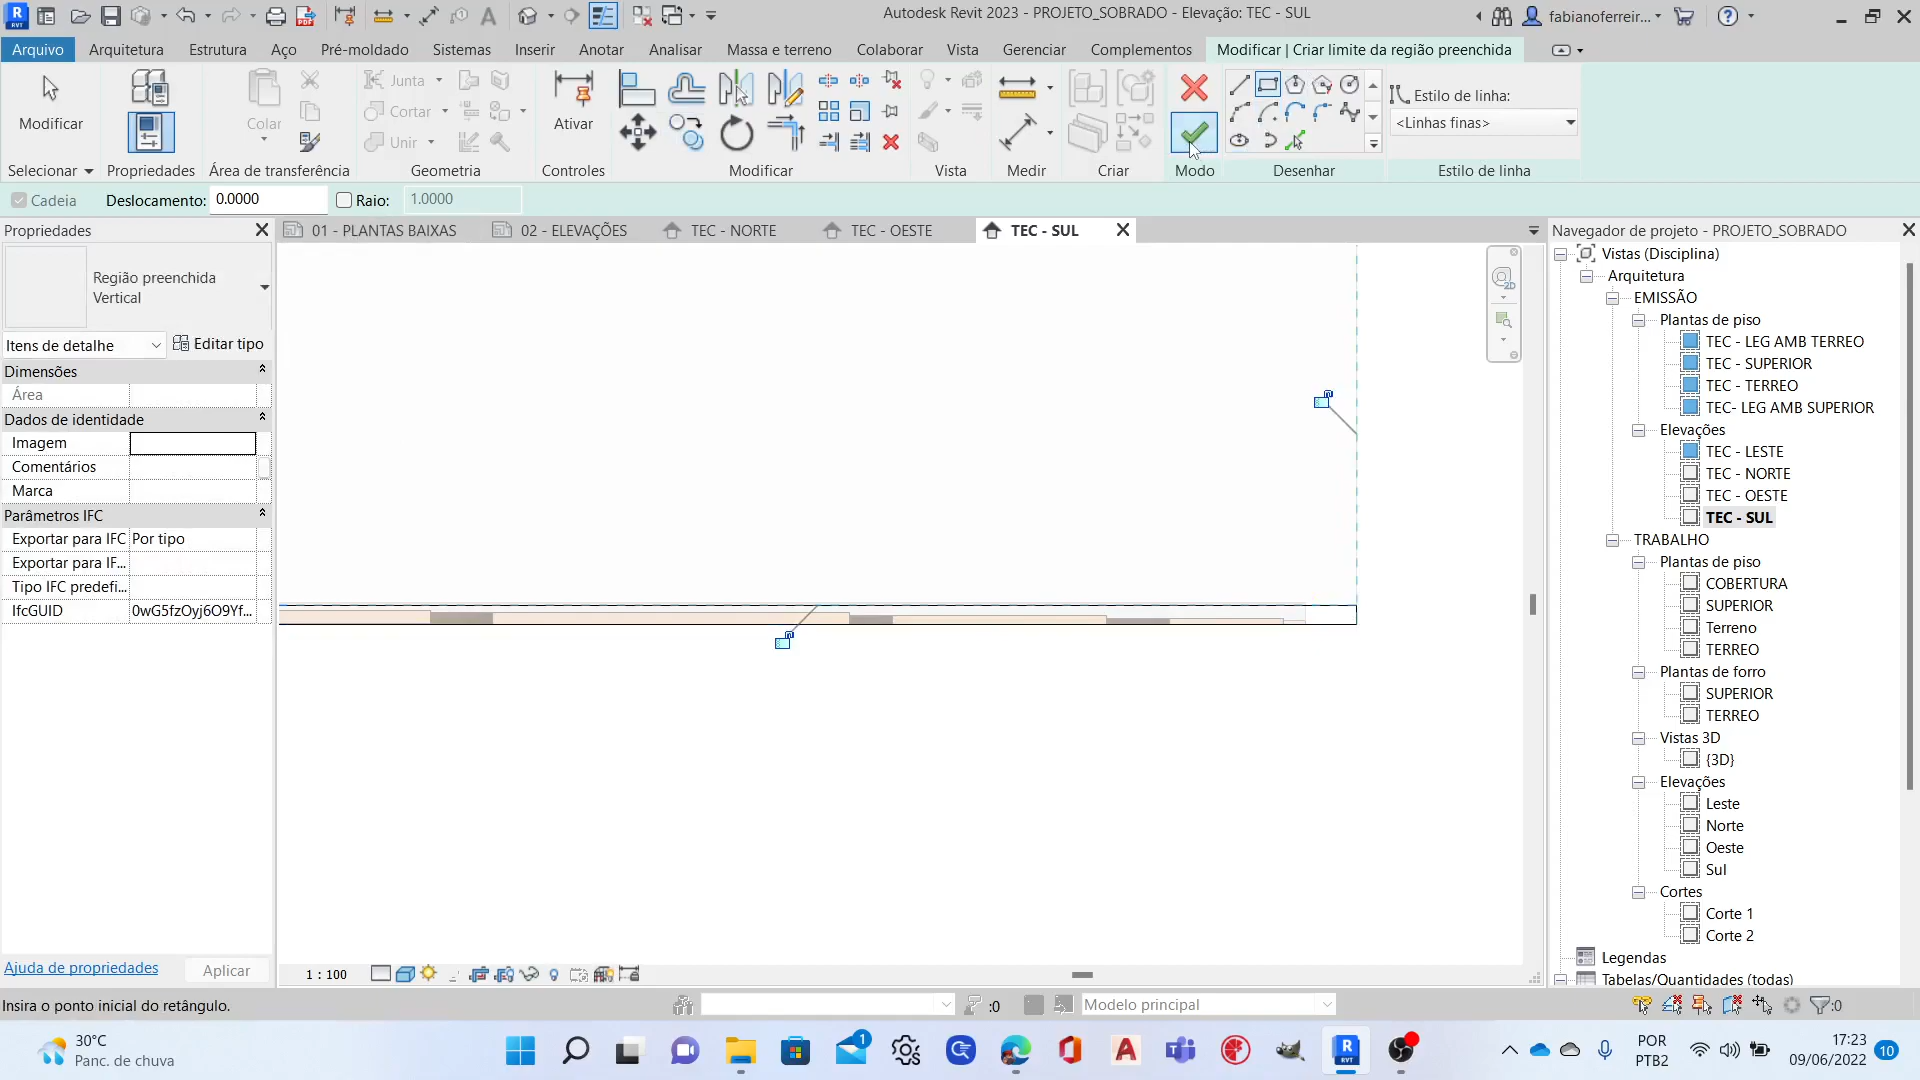 Autodesk Revit 2023 - PROJETO_SOBRADO - Elevação: TEC - SUL
fabianoferreir...
Arquivo
Arquitetura
Estrutura
Aço
Pré-moldado
Sistemas
Inserir
Anotar
Analisar
Massa e terreno
Colaborar
Vista
Gerenciar
Complementos
Modificar | Criar limite da região preenchida
Modificar
Colar
Junta
Cortar
Unir
Ativar
Estilo de linha:
<Linhas finas>
Selecionar
Propriedades
Área de transferência
Geometria
Controles
Modificar
Vista
Medir
Criar
Modo
Desenhar
Estilo de linha
Cadeia
Deslocamento:
0.0000
Raio:
1.0000
Propriedades
01 - PLANTAS BAIXAS
02 - ELEVAÇÕES
TEC - NORTE
TEC - OESTE
TEC - SUL
Navegador de projeto - PROJETO_SOBRADO
Região preenchida
Vertical
Itens de detalhe
Editar tipo
Dimensões
Área
Dados de identidade
Imagem
Comentários
Marca
Parâmetros IFC
Exportar para IFC
Por tipo
Exportar para IF...
Tipo IFC predefi...
IfcGUID
0wG5fzOyj6O9Yf...
Ajuda de propriedades
Aplicar
2D
Vistas (Disciplina)
Arquitetura
EMISSÃO
Plantas de piso
TEC - LEG AMB TERREO
TEC - SUPERIOR
TEC - TERREO
TEC- LEG AMB SUPERIOR
Elevações
TEC - LESTE
TEC - NORTE
TEC - OESTE
TEC - SUL
TRABALHO
Plantas de piso
COBERTURA
SUPERIOR
Terreno
TERREO
Plantas de forro
SUPERIOR
TERREO
Vistas 3D
{3D}
Elevações
Leste
Norte
Oeste
Sul
Cortes
Corte 1
Corte 2
Legendas
Tabelas/Quantidades (todas)
1 : 100
Insira o ponto inicial do retângulo.
:0
Modelo principal
:0
30°C
Panc. de chuva
1
POR
PTB2
17:23
09/06/2022
10